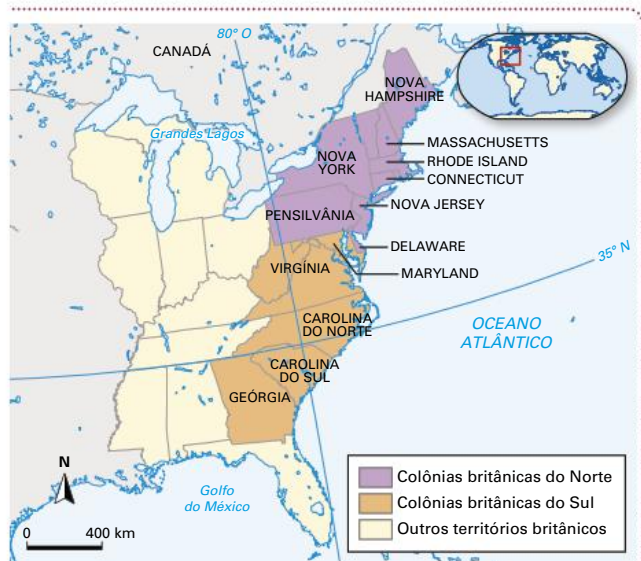 80° O
CANADÁ
NOVA
HAMPSHIRE
Grandes Lagos
MASSACHUSETTS
NOVA
YORK
RHODE ISLAND
CONNECTICUT
NOVA JERSEY
PENSILVÂNIA
DELAWARE
35° N
VIRGÍNIA
MARYLAND
CAROLINA
DO NORTE
OCEANO
ATLÂNTICO
CAROLINA
DO SUL
GEÓRGIA
N
Golfo
do México
0 400 km
Colônias britânicas do Norte
Colônias britânicas do Sul
Outros territórios britânicos